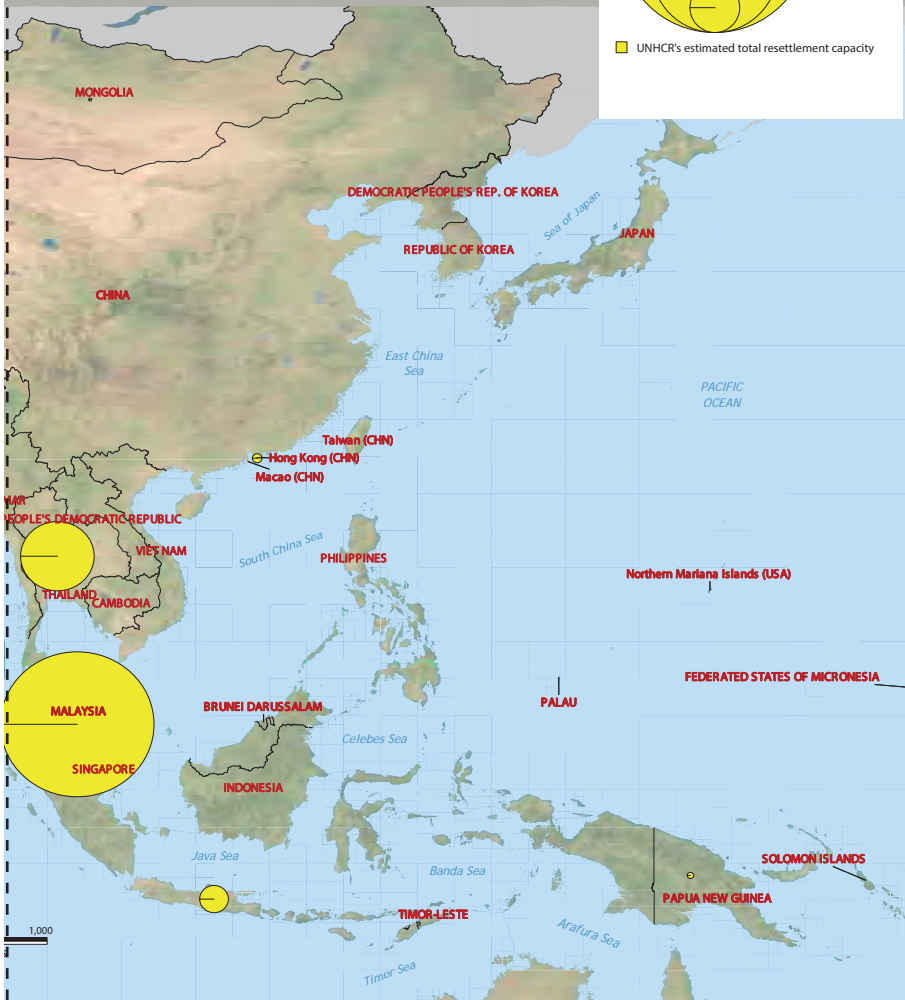 UNHCR's estimated total resettlement capacity
MONGOLIA
DEMOCRATIC PEOPLE'S REP. OF KOREA
Sea of Japan
JAPAN
REPUBLIC OF KOREA
CHINA
East China
Sea
PACIFIC
OCEAN
Taiwan (CHN)
Hong Kong (CHN)
Macao (CHN)
MAR
PEOPLE'S DEMOCRATIC REPUBLIC
South China Sea
VIET NAM
PHILIPPINES
Northern Mariana Islands (USA)
THAILAND
CAMBODIA
FEDERATED STATES OF MICRONESIA
PALAU
BRUNEI DARUSSALAM
MALAYSIA
Celebes Sea
SINGAPORE
INDONESIA
Java Sea
Banda Sea
SOLOMON ISLANDS
PAPUA NEW GUINEA
TIMOR-LESTE
Arafura Sea
1,000
Timor Sea